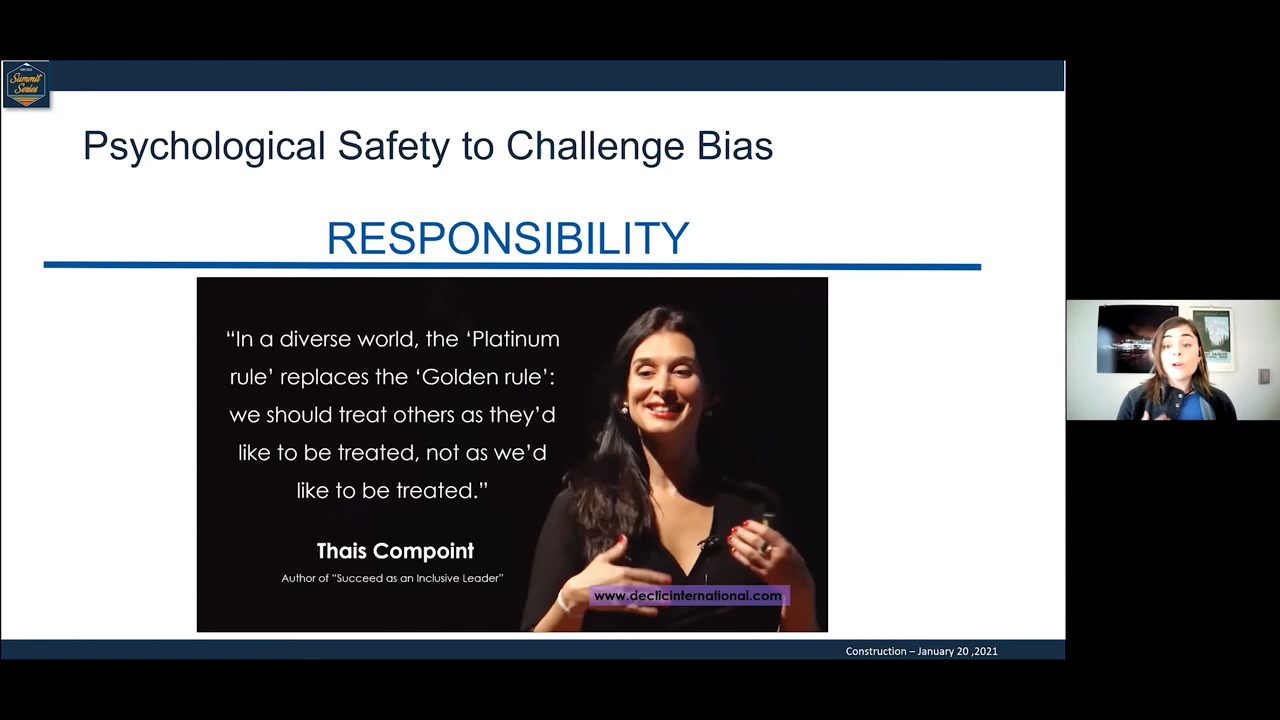 Summit
Series
Psychological Safety to Challenge Bias
RESPONSIBILITY
“In a diverse world, the ‘Platinum
rule’ replaces the ‘Golden rule’:
we should treat others as they’d
like to be treated, not as we’d
like to be treated.”
Thais Compoint
Author of “Succeed as an Inclusive Leader”
www.declicinternational.com
Construction – January 20 ,2021